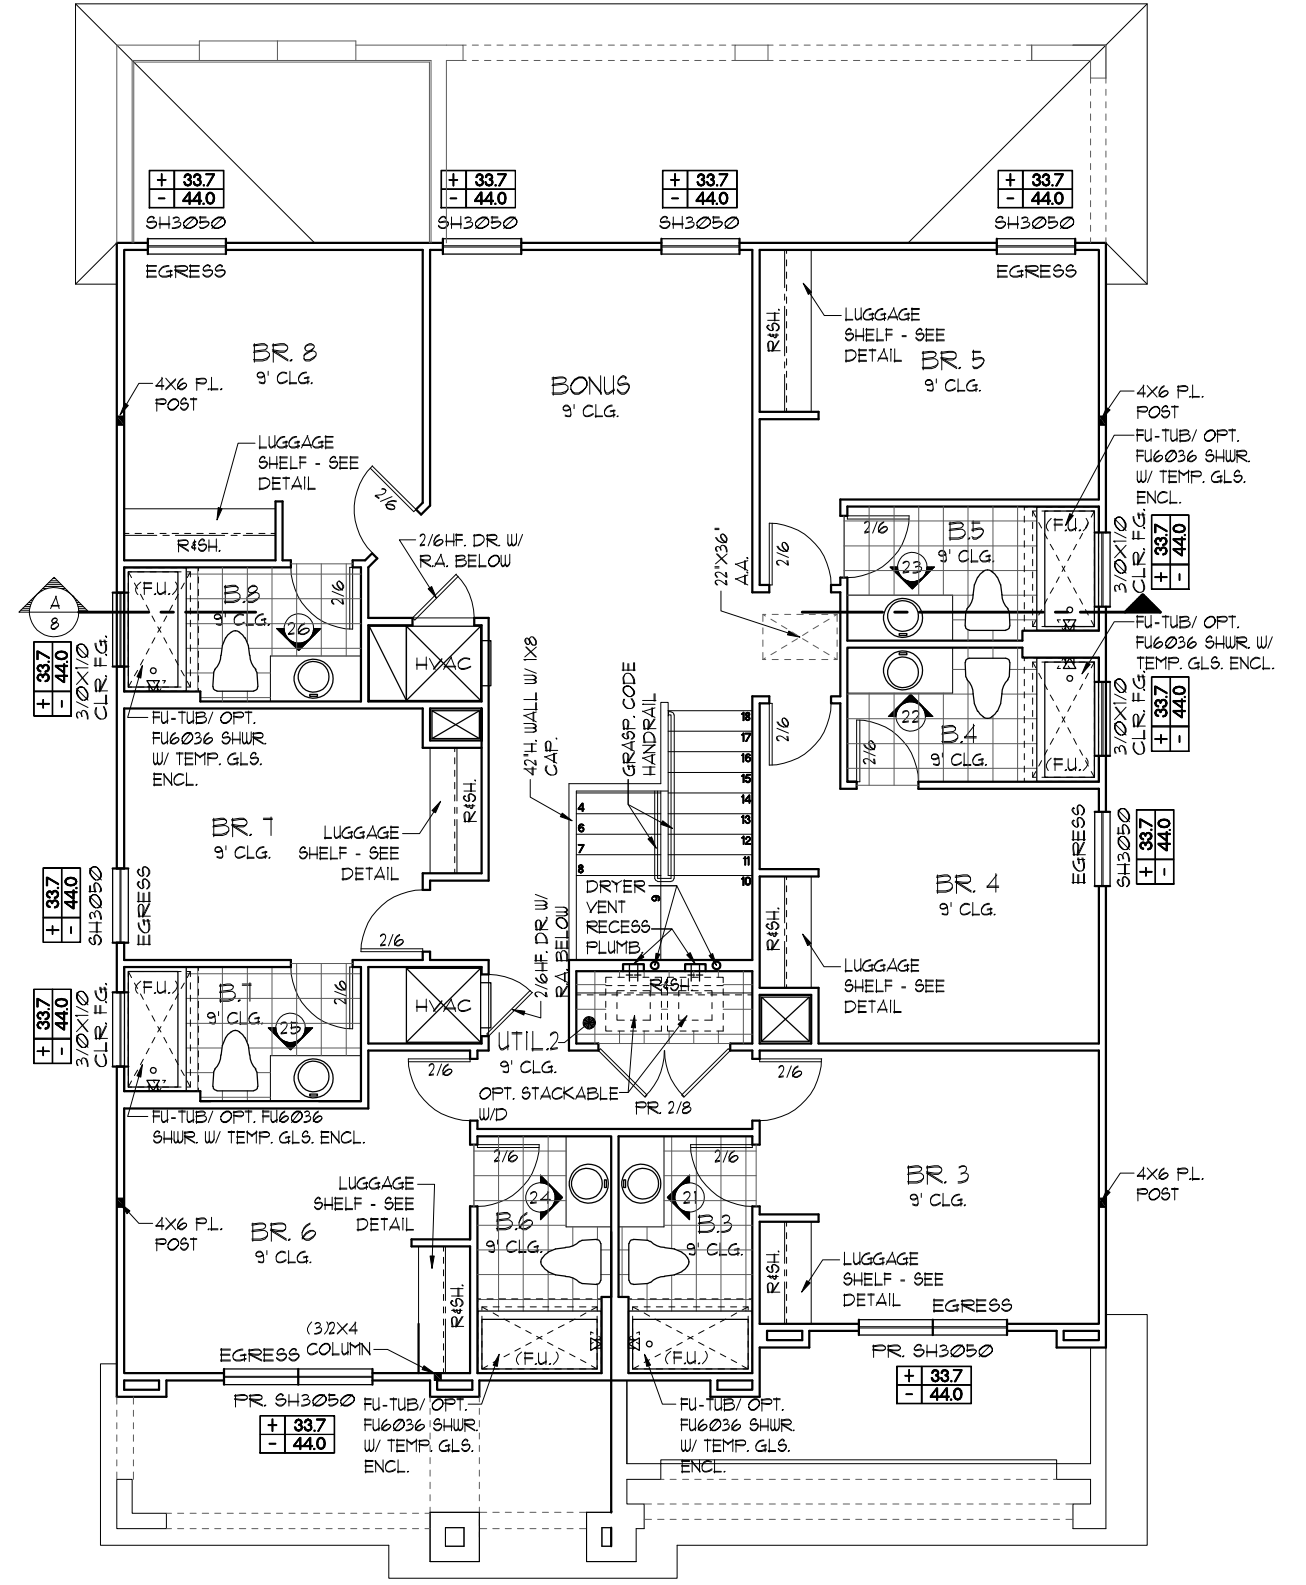 + 33.7
- 44.0
SH3050
EGRESS
+ 33.7
- 44.0
SH3050
+ 33.7
- 44.0
SH3050
+ 33.7
- 44.0
SH3050
EGRESS
BR. 8
9' CLG.
4X6 P.L.
POST
LUGGAGE
SHELF - SEE
DETAIL
R&SH.
2/6
BONUS
9' CLG.
2/6HF. DR. W/
R.A. BELOW
R&SH.
LUGGAGE
SHELF - SEE
DETAIL
BR. 5
9' CLG.
4X6 P.L.
POST
FU-TUB/ OPT.
FU6036 SHWR.
W/ TEMP. GLS.
ENCL.
3/0X1/0
CLR. F.G.
+ 33.7
- 44.0
2/6
2/6
B.5
9' CLG.
(F.U.)
23
22"X36"
A.A.
A
8
(F.U.)
B.8
9' CLG.
2/6
26
HVAC
3/0X1/0
CLR. F.G.
+ 33.7
- 44.0
FU-TUB/ OPT.
FU6036 SHWR.
W/ TEMP. GLS.
ENCL.
FU-TUB/ OPT.
FU6036 SHWR. W/
TEMP. GLS. ENCL.
3/0X1/0
CLR. F.G.
+ 33.7
- 44.0
22
B.4
9' CLG.
(F.U.)
2/6
2/6
42"H. WALL W/ 1X8
CAP.
GRASP. CODE
HANDRAIL
18
17
16
15
14
13
12
11
10
4
6
7
8
9
BR. 7
9' CLG.
LUGGAGE
SHELF - SEE
DETAIL
R&SH.
2/6
+ 33.7
- 44.0
SH3050
EGRESS
EGRESS
SH3050
+ 33.7
- 44.0
BR. 4
9' CLG.
R&SH.
LUGGAGE
SHELF - SEE
DETAIL
DRYER
VENT
RECESS
PLUMB.
2/6HF. DR. W/
R.A. BELOW
R&SH.
UTIL.2
9' CLG.
OPT. STACKABLE
W/D
PR. 2/8
(F.U.)
B.7
9' CLG.
2/6
25
HVAC
+ 33.7
- 44.0
3/0X1/0
CLR. F.G.
FU-TUB/ OPT. FU6036
SHWR. W/ TEMP. GLS. ENCL.
2/6
2/6
4X6 P.L.
POST
BR. 6
9' CLG.
LUGGAGE
SHELF - SEE
DETAIL
R&SH.
(3)2X4
COLUMN
EGRESS
PR. SH3050
+ 33.7
- 44.0
2/6
24
B.6
9' CLG.
(F.U.)
FU-TUB/ OPT.
FU6036 SHWR.
W/ TEMP. GLS.
ENCL.
2/6
21
B.3
9' CLG.
(F.U.)
FU-TUB/ OPT.
FU6036 SHWR.
W/ TEMP. GLS.
ENCL.
BR. 3
9' CLG.
4X6 P.L.
POST
R&SH.
LUGGAGE
SHELF - SEE
DETAIL
EGRESS
PR. SH3050
+ 33.7
- 44.0